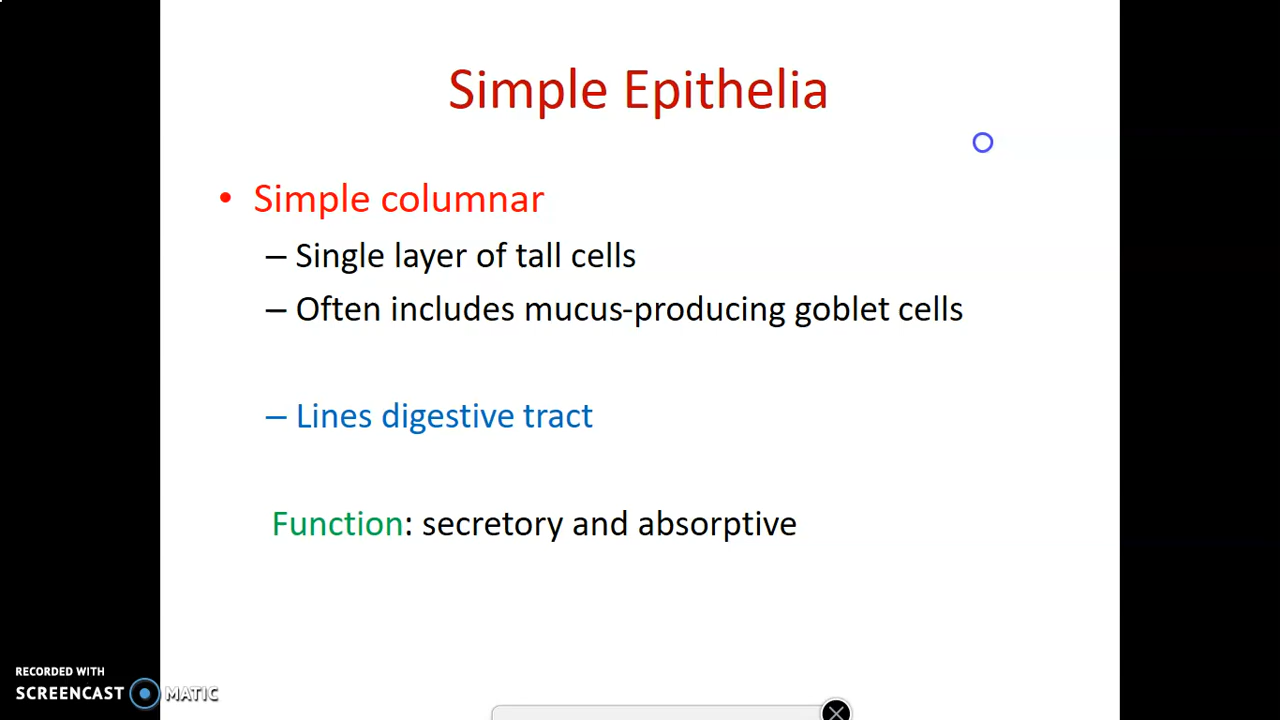 Simple Epithelia
• Simple columnar
– Single layer of tall cells
– Often includes mucus-producing goblet cells
– Lines digestive tract
Function: secretory and absorptive
RECORDED WITH
SCREENCAST MATIC